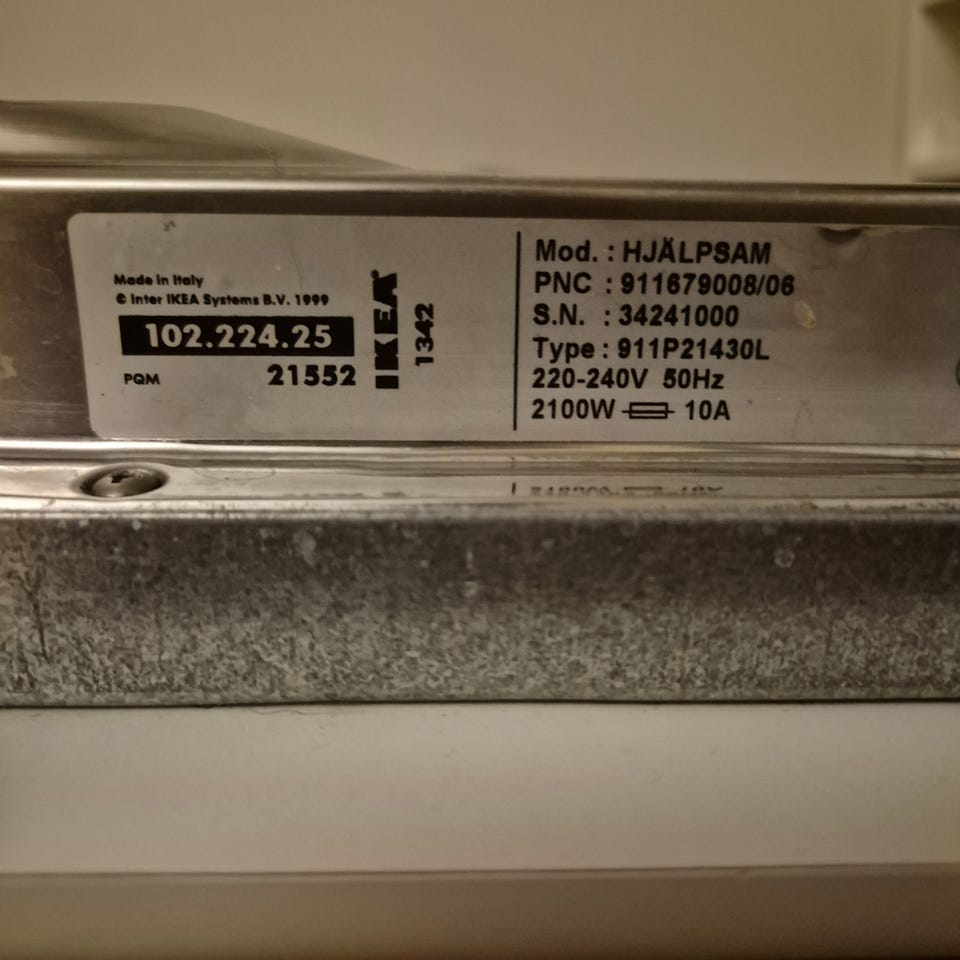 Made in Italy
© Inter IKEA Systems B.V. 1999
102.224.25
PQM 21552
IKEA®
1342
Mod. : HJÄLPSAM
PNC : 911679008/06
S.N. : 34241000
Type : 911P21430L
220-240V 50Hz
2100W 10A